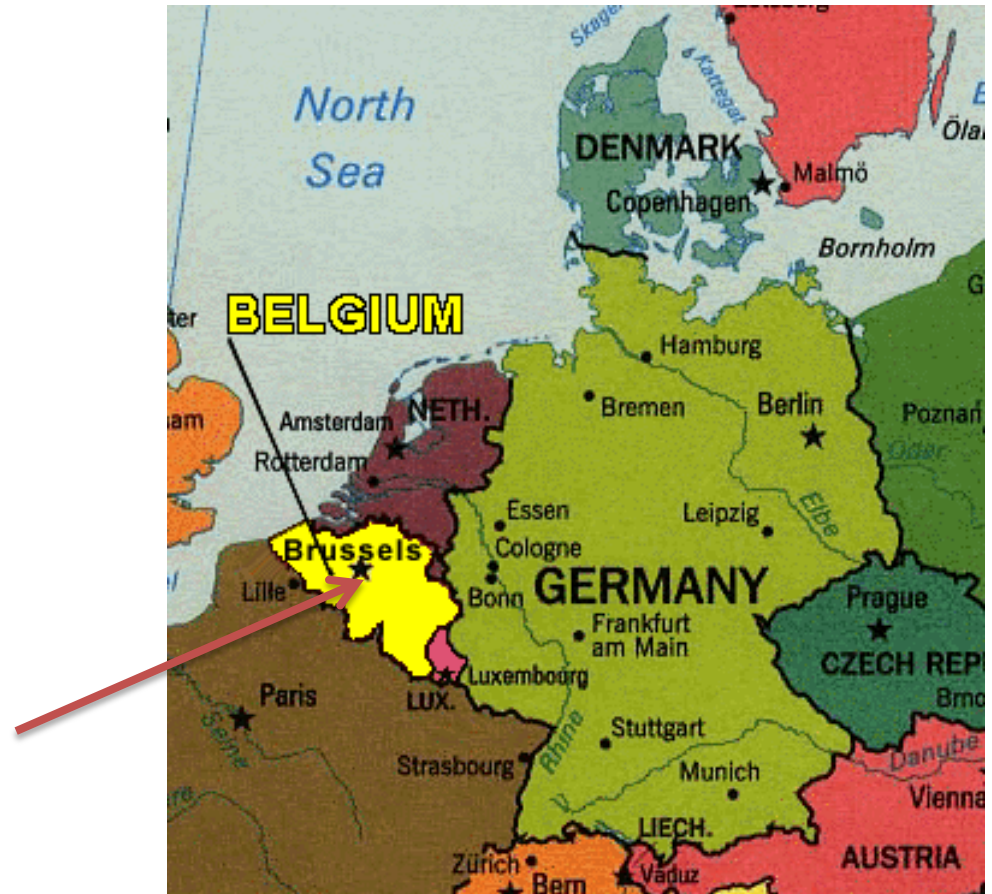 North
Sea
Kattegat
DENMARK
Malmö
Copenhagen
Bornholm
BELGIUM
Hamburg
Bremen
Berlin
Poznań
Oder
NETH.
Amsterdam
Rotterdam
Essen
Cologne
Leipzig
Elbe
Brussels
Lille
Bonn
GERMANY
Frankfurt
am Main
Prague
CZECH REP
Brno
Luxembourg
LUX.
Paris
Seine
Strasbourg
Rhine
Stuttgart
Munich
Danube
Vienna
LIECH.
AUSTRIA
Zürich
Vaduz
Bern